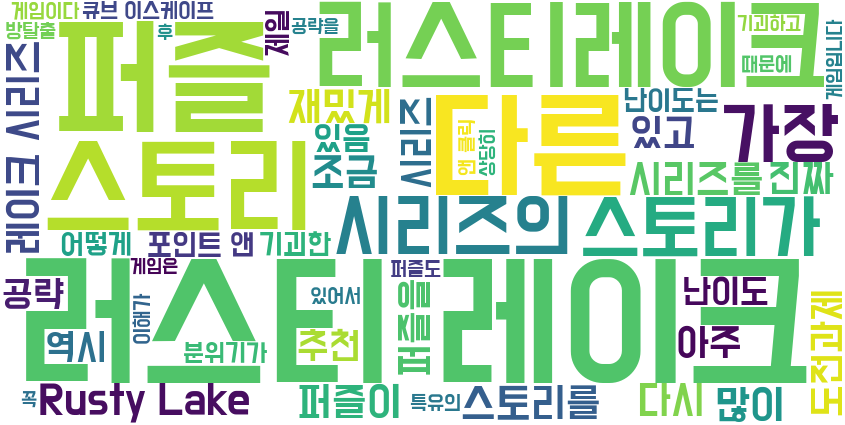 게임이다 큐브 이스케이프
방탈출
후
제일
공략을
러스티레이크
기괴하고
때문에
게임입니다
퍼즐
재밌게
시리즈
다른
앤 클릭
상당히
난이도는
있고
가장
레이크 시리즈
스토리
있음
조금
시리즈를 진짜
어떻게
포인트 앤
기괴한
시리즈의
스토리가
게임은
러스티 레이크
퍼즐도
공략
이해가
있어서
퍼즐을
난이도
역시
분위기가
추천
아주
도전과제
꼭
Rusty Lake
퍼즐이
특유의
스토리를
다시
많이